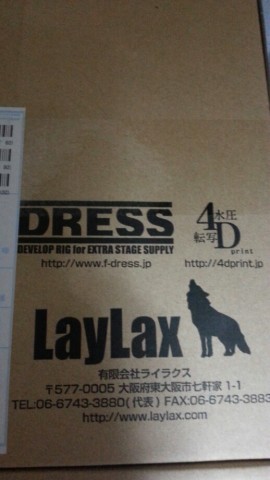 DRESS
DEVELOP RIG for EXTRA STAGE SUPPLY
http://www.f-dress.jp
4D
水圧
転写
print
http://4dprint.jp
LayLax
有限会社ライラクス
〒577-0005 大阪府東大阪市七軒家 1-1
TEL:06-6743-3880(代表) FAX:06-6743-3883
http://www.laylax.com